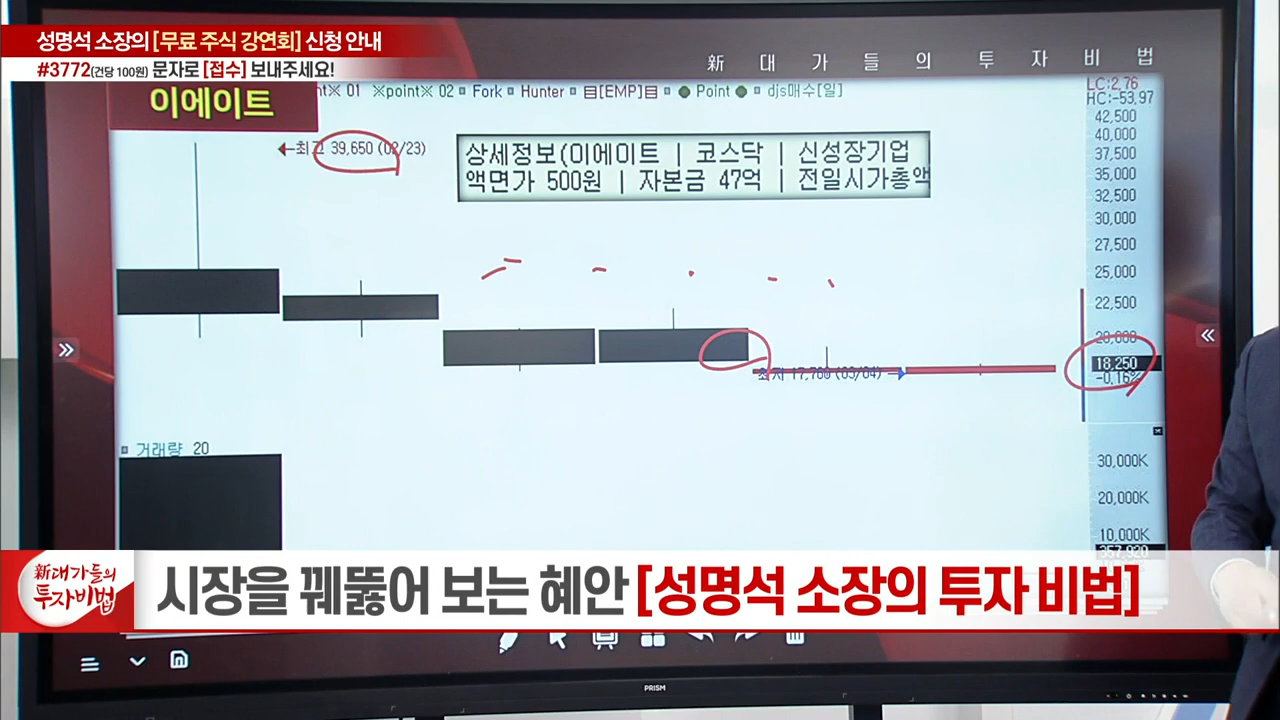 성명석 소장의 [무료 주식 강연회] 신청 안내
#3772(건당 100원) 문자로 [접수] 보내주세요!
新 대 가 들 의 투 자 비 법
이에이트
※ 01 ※point※ 02 Fork Hunter 目[EMP]目 Point djs매수[일]
LC:2,76
HC:-53,97
최고 39,650 (02/23)
상세정보(이에이트 | 코스닥 | 신성장기업
액면가 500원 | 자본금 47억 | 전일시가총액
42,500
40,000
37,500
35,000
32,500
30,000
27,500
25,000
22,500
20,000
18,250
-0,16%
최저 17,700 (03/04)
거래량 20
30,000K
20,000K
10,000K
357,920
新대가들의
투자비법
시장을 꿰뚫어 보는 혜안 [성명석 소장의 투자 비법]
PRISM